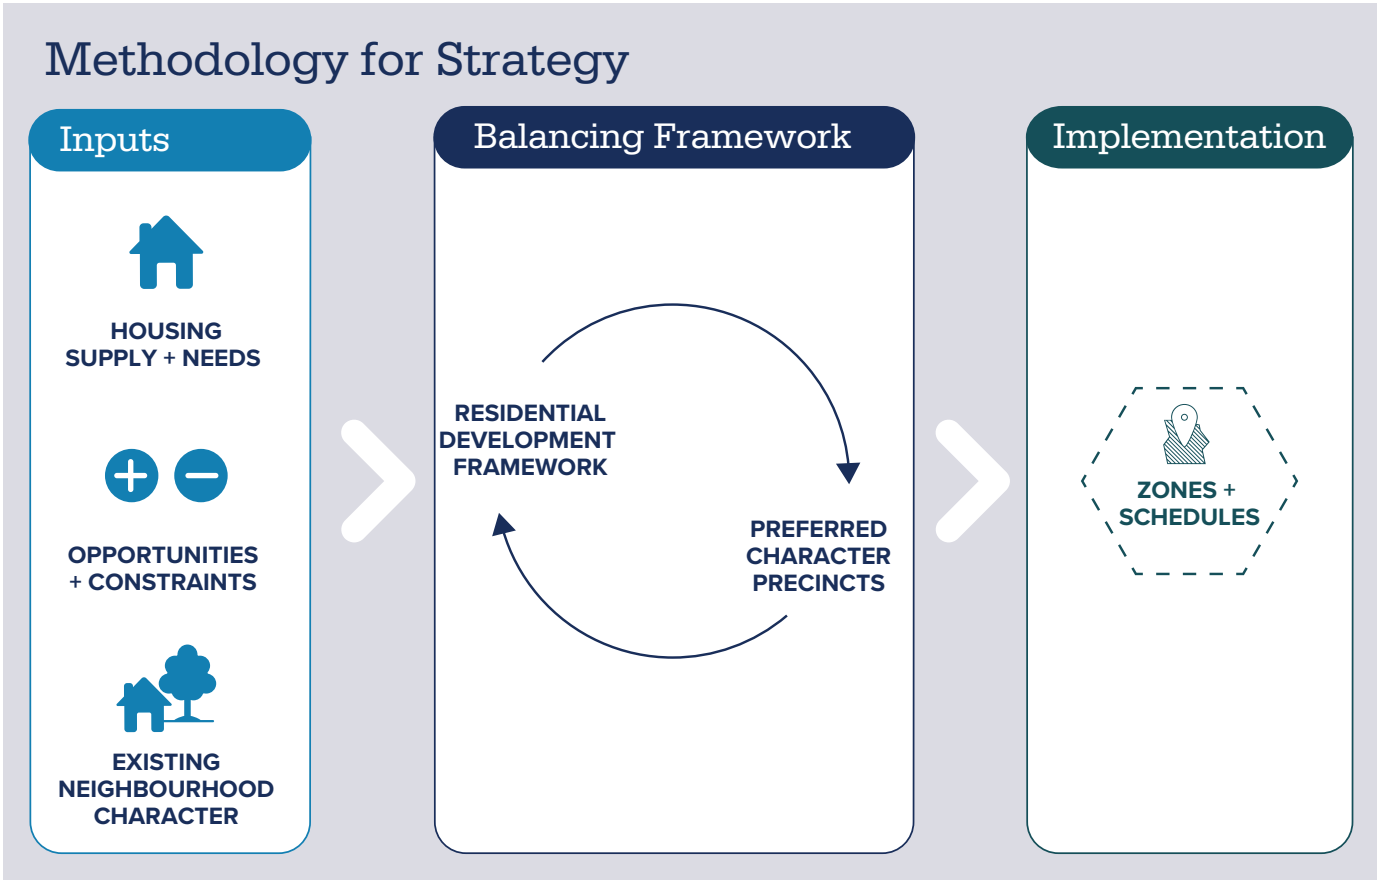 Methodology for Strategy
Inputs
HOUSING
SUPPLY + NEEDS
OPPORTUNITIES
+ CONSTRAINTS
EXISTING
NEIGHBOURHOOD
CHARACTER
Balancing Framework
RESIDENTIAL
DEVELOPMENT
FRAMEWORK
PREFERRED
CHARACTER
PRECINCTS
Implementation
ZONES +
SCHEDULES